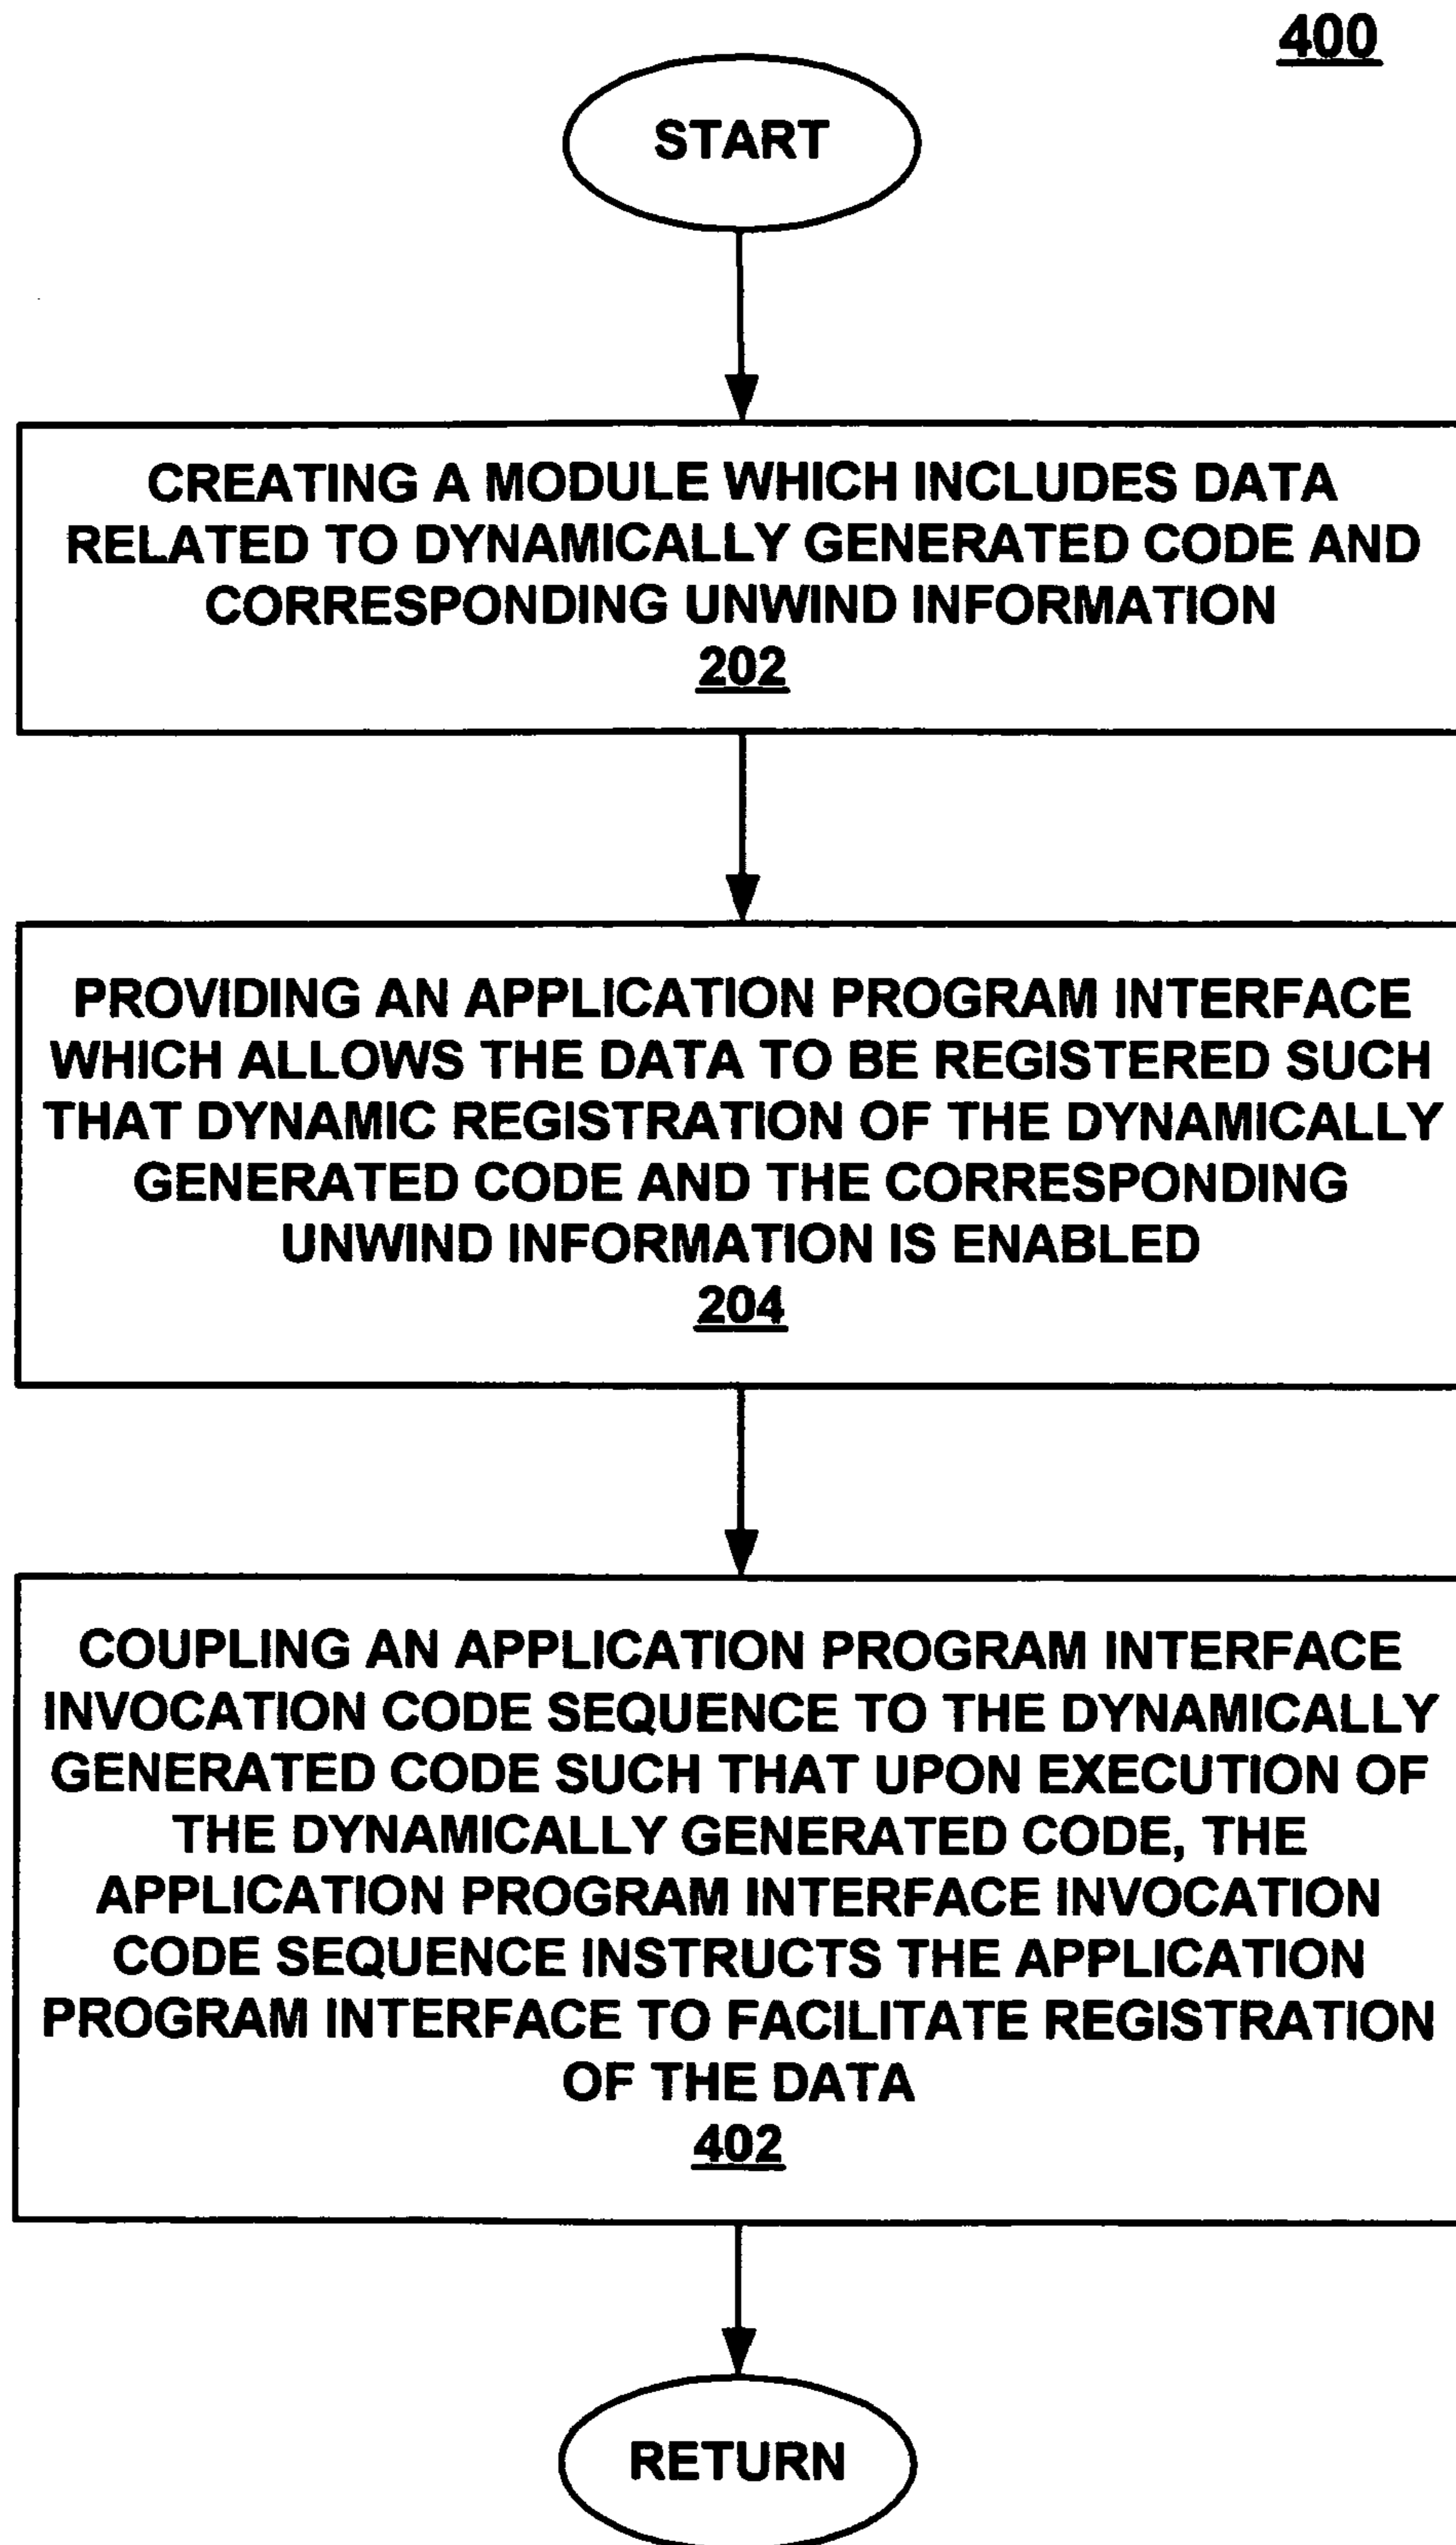 400
START
CREATING A MODULE WHICH INCLUDES DATA
RELATED TO DYNAMICALLY GENERATED CODE AND
CORRESPONDING UNWIND INFORMATION
202
PROVIDING AN APPLICATION PROGRAM INTERFACE
WHICH ALLOWS THE DATA TO BE REGISTERED SUCH
THAT DYNAMIC REGISTRATION OF THE DYNAMICALLY
GENERATED CODE AND THE CORRESPONDING
UNWIND INFORMATION IS ENABLED
204
COUPLING AN APPLICATION PROGRAM INTERFACE
INVOCATION CODE SEQUENCE TO THE DYNAMICALLY
GENERATED CODE SUCH THAT UPON EXECUTION OF
THE DYNAMICALLY GENERATED CODE, THE
APPLICATION PROGRAM INTERFACE INVOCATION
CODE SEQUENCE INSTRUCTS THE APPLICATION
PROGRAM INTERFACE TO FACILITATE REGISTRATION
OF THE DATA
402
RETURN